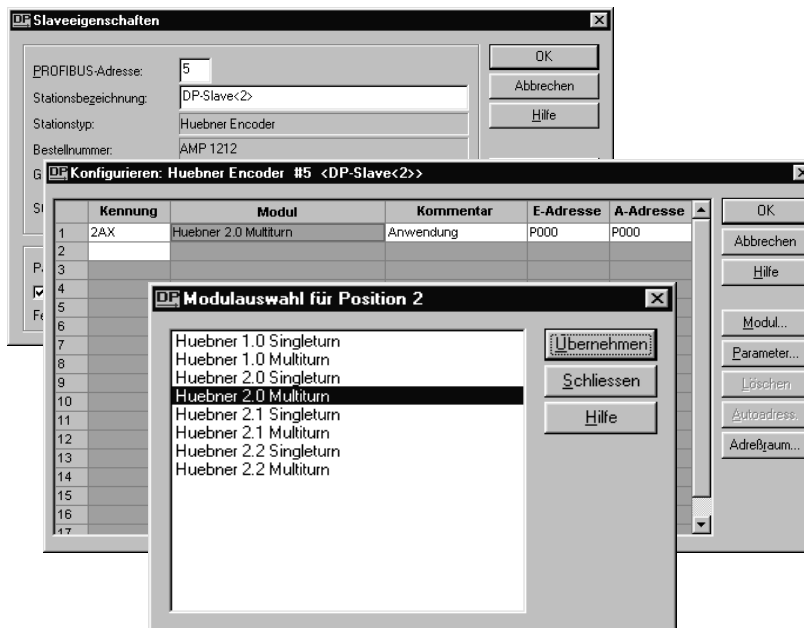 Slaveeigenschaften
PROFIBUS-Adresse: 5
Stationsbezeichnung: DP-Slave<2>
Stationstyp: Huebner Encoder
Bestellnummer: AMP 1212
OK
Abbrechen
Hilfe
Konfigurieren: Huebner Encoder #5 <DP-Slave<2>>
Kennung Modul Kommentar E-Adresse A-Adresse
1 2AX Huebner 2.0 Multiturn Anwendung P000 P000
2
3
4
5
6
7
8
9
10
11
12
13
14
15
16
17
OK
Abbrechen
Hilfe
Modul...
Parameter...
Löschen
Autoadress.
Adreßraum...
Modulauswahl für Position 2
Huebner 1.0 Singleturn
Huebner 1.0 Multiturn
Huebner 2.0 Singleturn
Huebner 2.0 Multiturn
Huebner 2.1 Singleturn
Huebner 2.1 Multiturn
Huebner 2.2 Singleturn
Huebner 2.2 Multiturn
Übernehmen
Schliessen
Hilfe